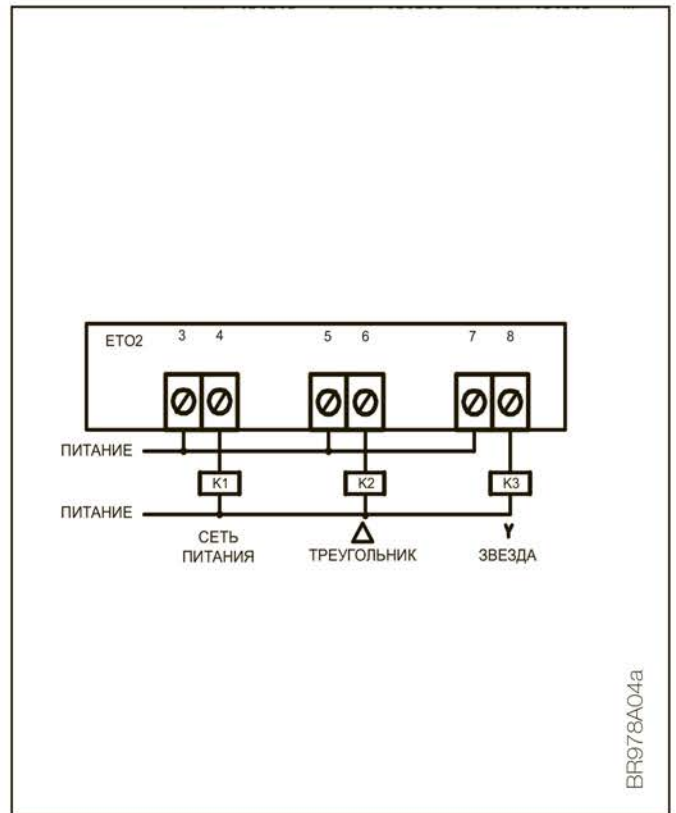 ETO2 3 4 5 6 7 8
ПИТАНИЕ
K1 K2 K3
ПИТАНИЕ
СЕТЬ
ПИТАНИЯ
ТРЕУГОЛЬНИК
Y
ЗВЕЗДА
BR978A04a